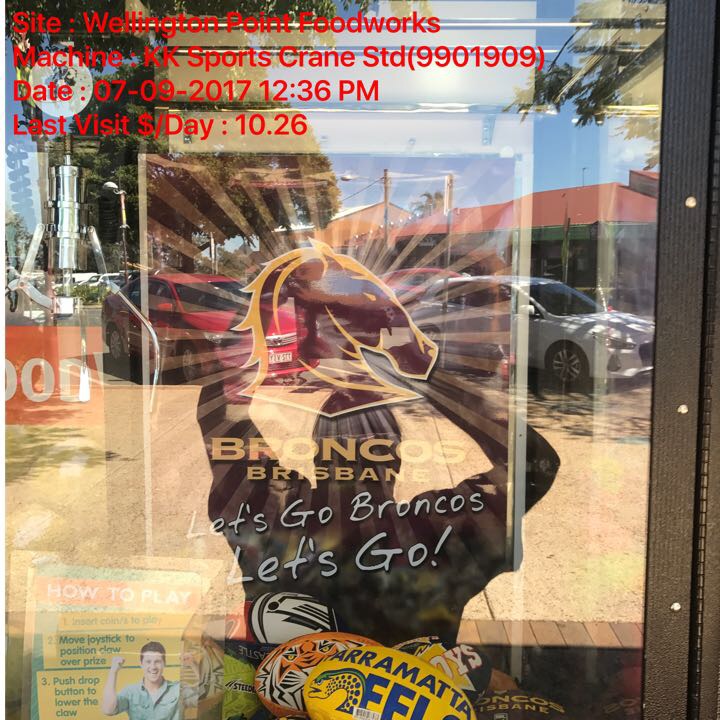 Site : Wellington Point Foodworks
Machine : KK Sports Crane Std(9901909)
Date : 07-09-2017 12:36 PM
Last Visit $/Day : 10.26
BRONCOS
BRISBANE
Let's Go Broncos
Let's Go!
HOW TO PLAY
1. Insert coin/s to play
2. Move joystick to
position claw
over prize
3. Push drop
button to
lower the
claw
PARRAMATTA
EELS
BRONCOS
BRISBANE